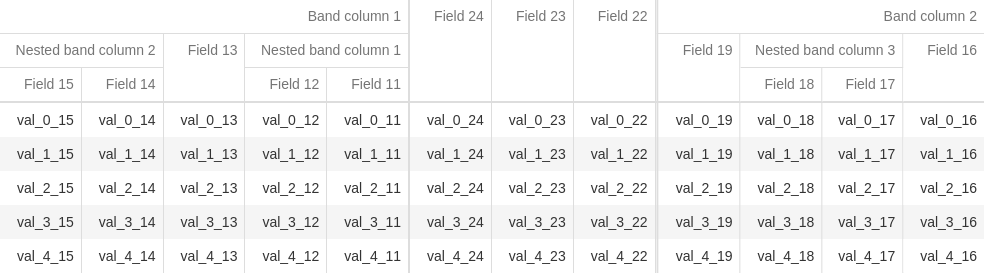 Band column 1 Field 24 Field 23 Field 22 Band column 2
Nested band column 2 Field 13 Nested band column 1 Field 19 Nested band column 3 Field 16
Field 15 Field 14 Field 12 Field 11 Field 18 Field 17
val_0_15 val_0_14 val_0_13 val_0_12 val_0_11 val_0_24 val_0_23 val_0_22 val_0_19 val_0_18 val_0_17 val_0_16
val_1_15 val_1_14 val_1_13 val_1_12 val_1_11 val_1_24 val_1_23 val_1_22 val_1_19 val_1_18 val_1_17 val_1_16
val_2_15 val_2_14 val_2_13 val_2_12 val_2_11 val_2_24 val_2_23 val_2_22 val_2_19 val_2_18 val_2_17 val_2_16
val_3_15 val_3_14 val_3_13 val_3_12 val_3_11 val_3_24 val_3_23 val_3_22 val_3_19 val_3_18 val_3_17 val_3_16
val_4_15 val_4_14 val_4_13 val_4_12 val_4_11 val_4_24 val_4_23 val_4_22 val_4_19 val_4_18 val_4_17 val_4_16